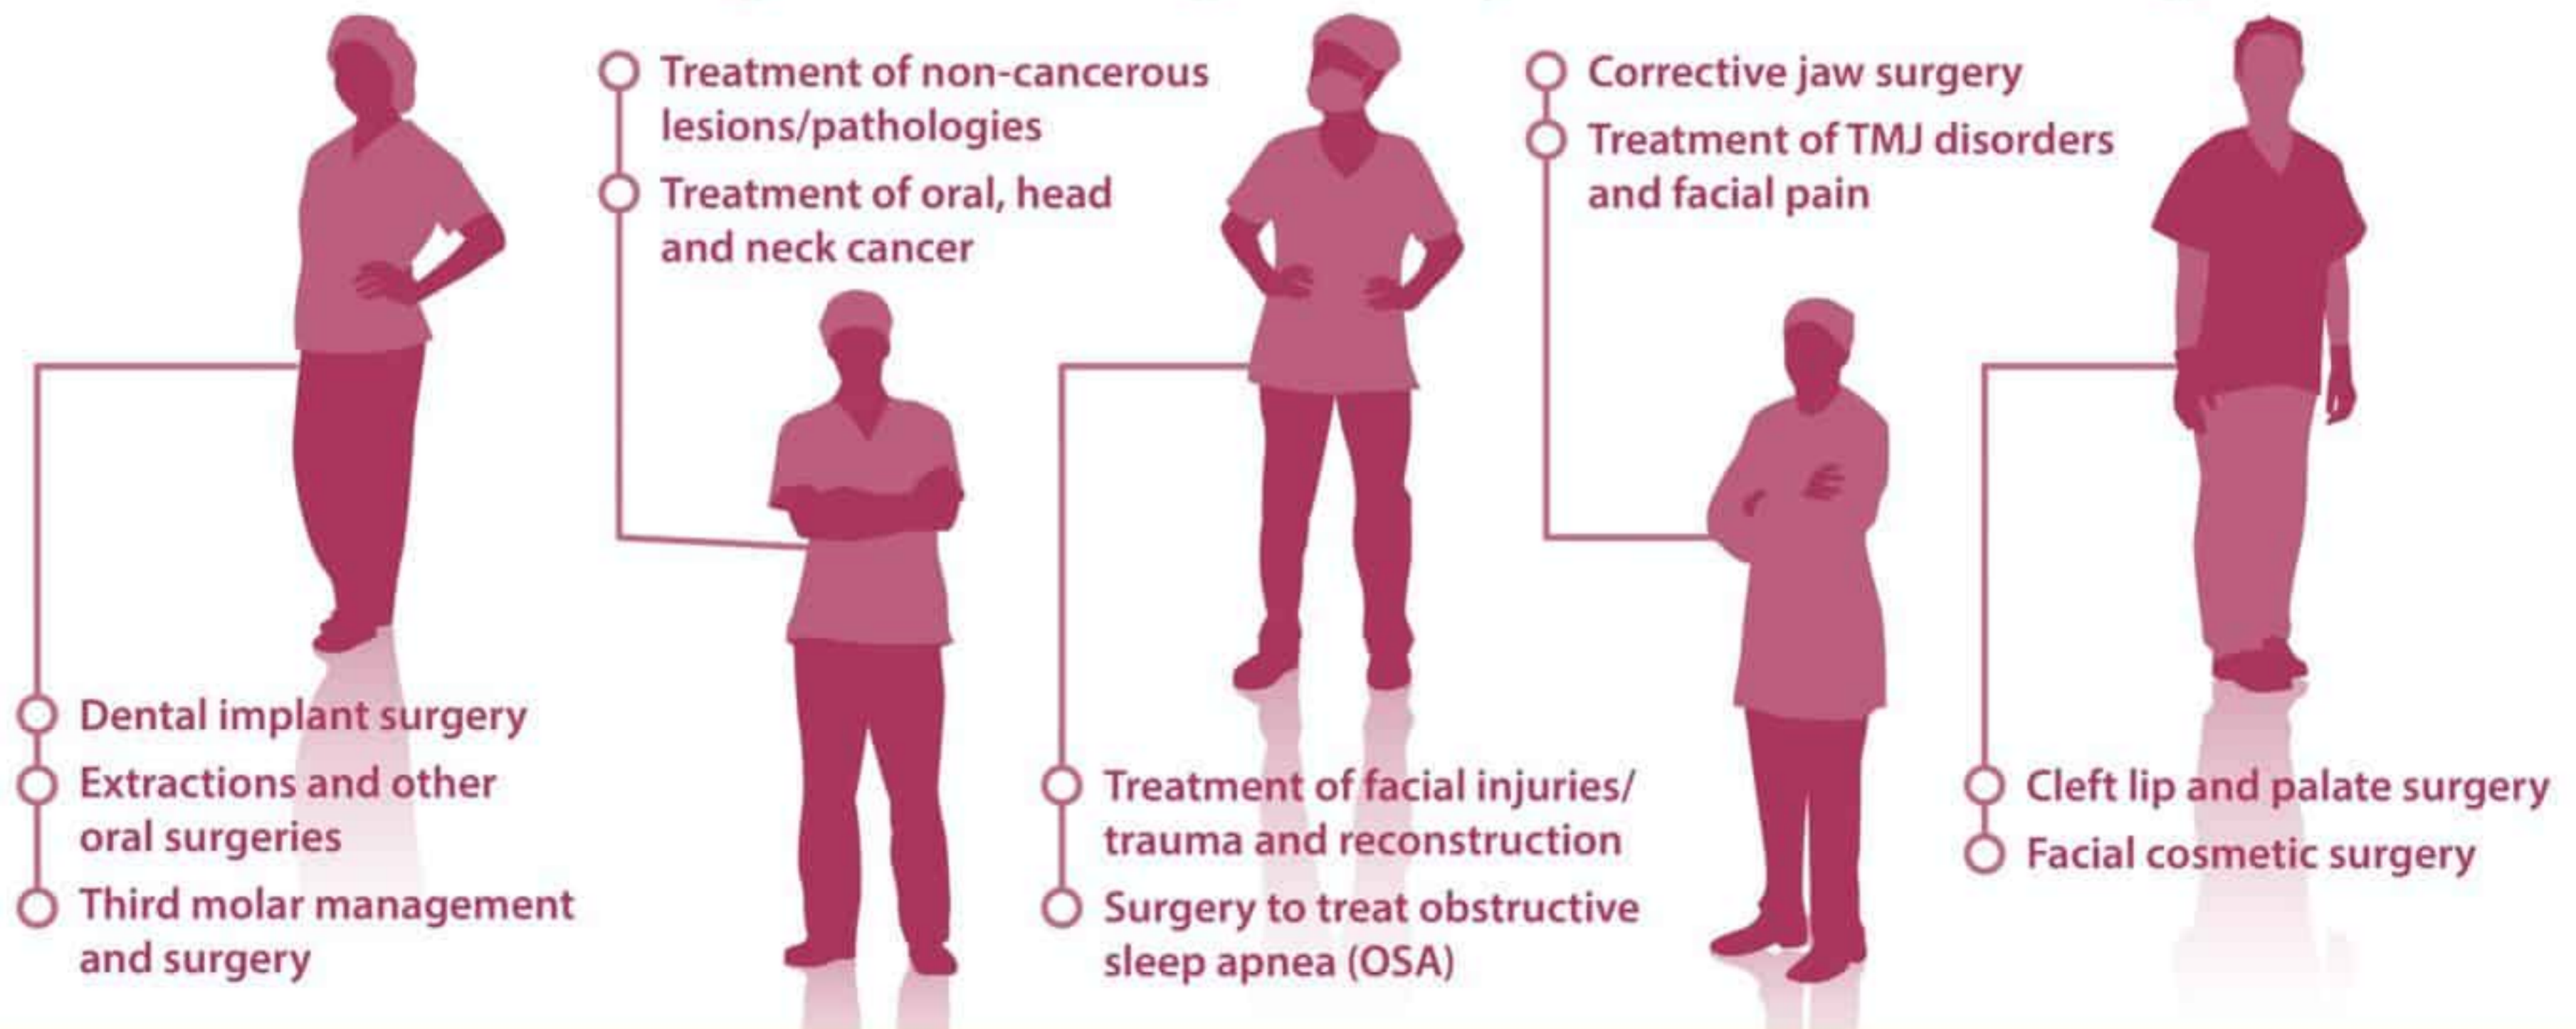 Treatment of non-cancerous
lesions/pathologies
Treatment of oral, head
and neck cancer
Corrective jaw surgery
Treatment of TMJ disorders
and facial pain
Dental implant surgery
Extractions and other
oral surgeries
Third molar management
and surgery
Treatment of facial injuries/
trauma and reconstruction
Surgery to treat obstructive
sleep apnea (OSA)
Cleft lip and palate surgery
Facial cosmetic surgery